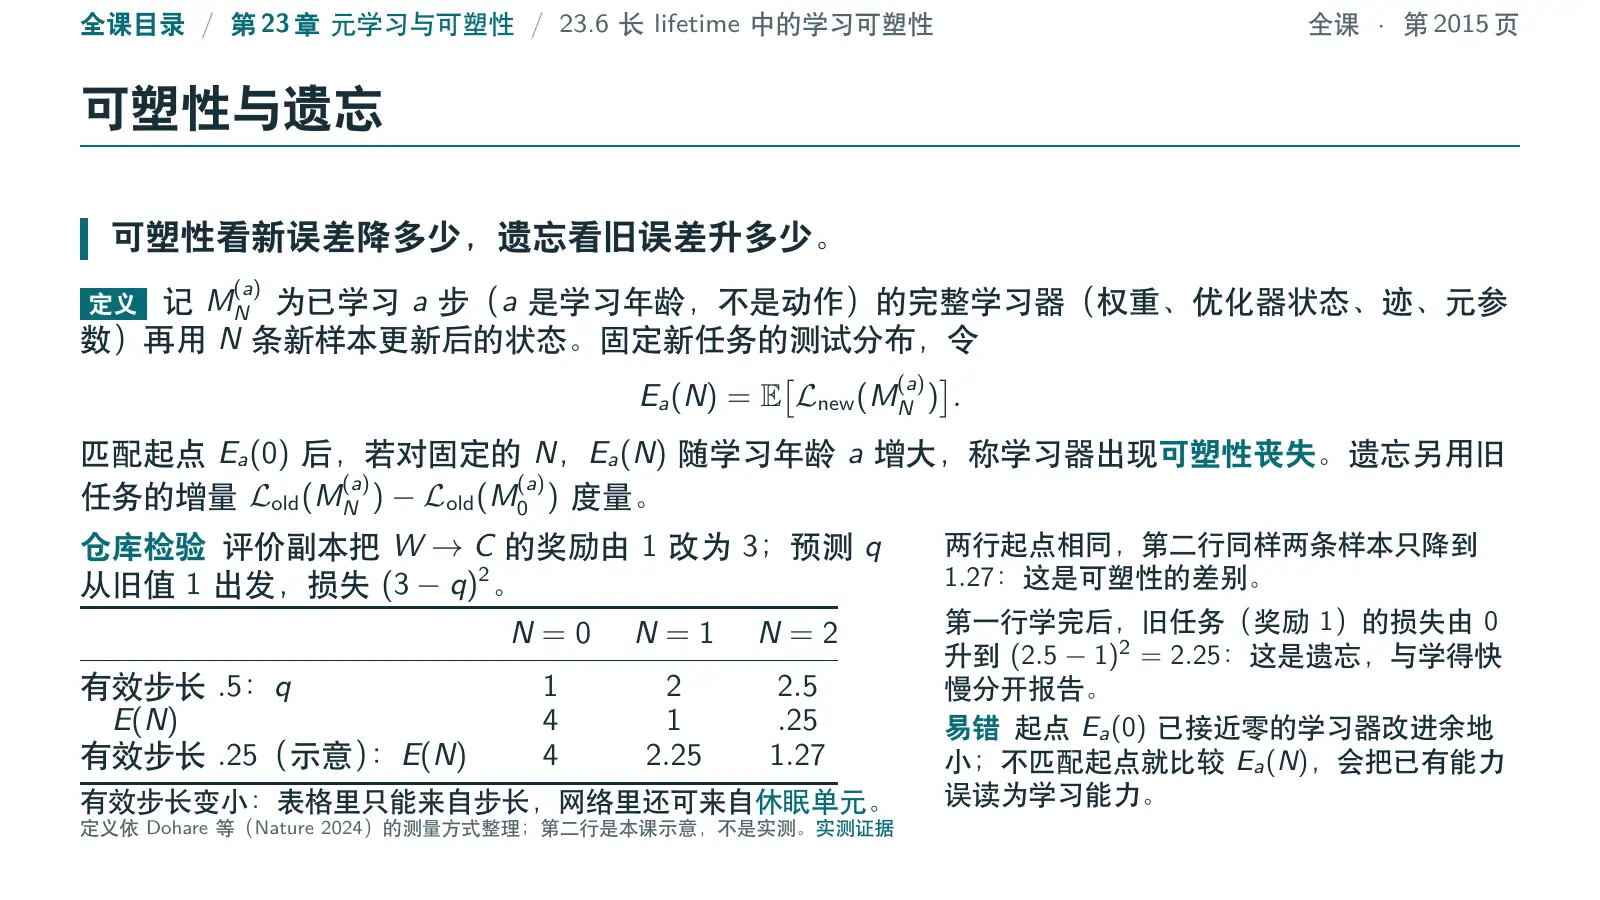 全课目录 / 第 23 章 元学习与可塑性 / 23.6 长 lifetime 中的学习可塑性
全课 · 第 2015 页
可塑性与遗忘
可塑性看新误差降多少，遗忘看旧误差升多少。
定义 记 M_N^{(a)} 为已学习 a 步（a 是学习年龄，不是动作）的完整学习器（权重、优化器状态、迹、元参
数）再用 N 条新样本更新后的状态。固定新任务的测试分布，令
E_a(N) = 𝔼[ℒ_new(M_N^{(a)})].
匹配起点 E_a(0) 后，若对固定的 N，E_a(N) 随学习年龄 a 增大，称学习器出现可塑性丧失。遗忘另用旧
任务的增量 ℒ_old(M_N^{(a)}) − ℒ_old(M_0^{(a)}) 度量。
仓库检验 评价副本把 W → C 的奖励由 1 改为 3；预测 q
从旧值 1 出发，损失 (3 − q)²。
N = 0 N = 1 N = 2
有效步长 .5：q 1 2 2.5
E(N) 4 1 .25
有效步长 .25（示意）：E(N) 4 2.25 1.27
有效步长变小：表格里只能来自步长，网络里还可来自休眠单元。
定义依 Dohare 等（Nature 2024）的测量方式整理；第二行是本课示意，不是实测。实测证据
两行起点相同，第二行同样两条样本只降到
1.27：这是可塑性的差别。
第一行学完后，旧任务（奖励 1）的损失由 0
升到 (2.5 − 1)² = 2.25：这是遗忘，与学得快
慢分开报告。
易错 起点 E_a(0) 已接近零的学习器改进余地
小；不匹配起点就比较 E_a(N)，会把已有能力
误读为学习能力。